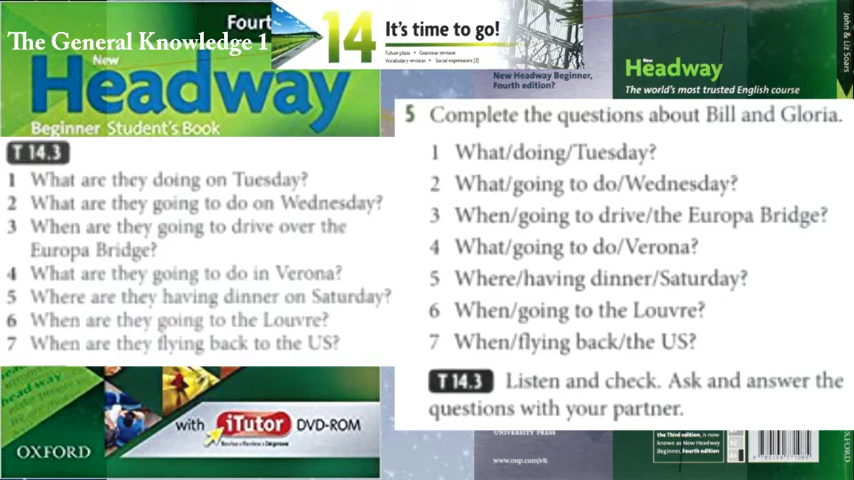 The General Knowledge 1
Fourt
New
Headway
Beginner Student's Book
14
It's time to go!
Future plans • Grammar revision
Vocabulary revision • Social expressions (2)
New Headway Beginner,
Fourth edition?
New
Headway
The world's most trusted English course
John & Liz Soars
T 14.3
1 What are they doing on Tuesday?
2 What are they going to do on Wednesday?
3 When are they going to drive over the
Europa Bridge?
4 What are they going to do in Verona?
5 Where are they having dinner on Saturday?
6 When are they going to the Louvre?
7 When are they flying back to the US?
5 Complete the questions about Bill and Gloria.
1 What/doing/Tuesday?
2 What/going to do/Wednesday?
3 When/going to drive/the Europa Bridge?
4 What/going to do/Verona?
5 Where/having dinner/Saturday?
6 When/going to the Louvre?
7 When/flying back/the US?
T 14.3 Listen and check. Ask and answer the
questions with your partner.
head way
with iTutor DVD-ROM
Revise • Review • Improve
OXFORD
UNIVERSITY PRESS
www.oup.com/elt
the Third edition, is now
known as New Headway
Beginner, Fourth edition
OXFORD